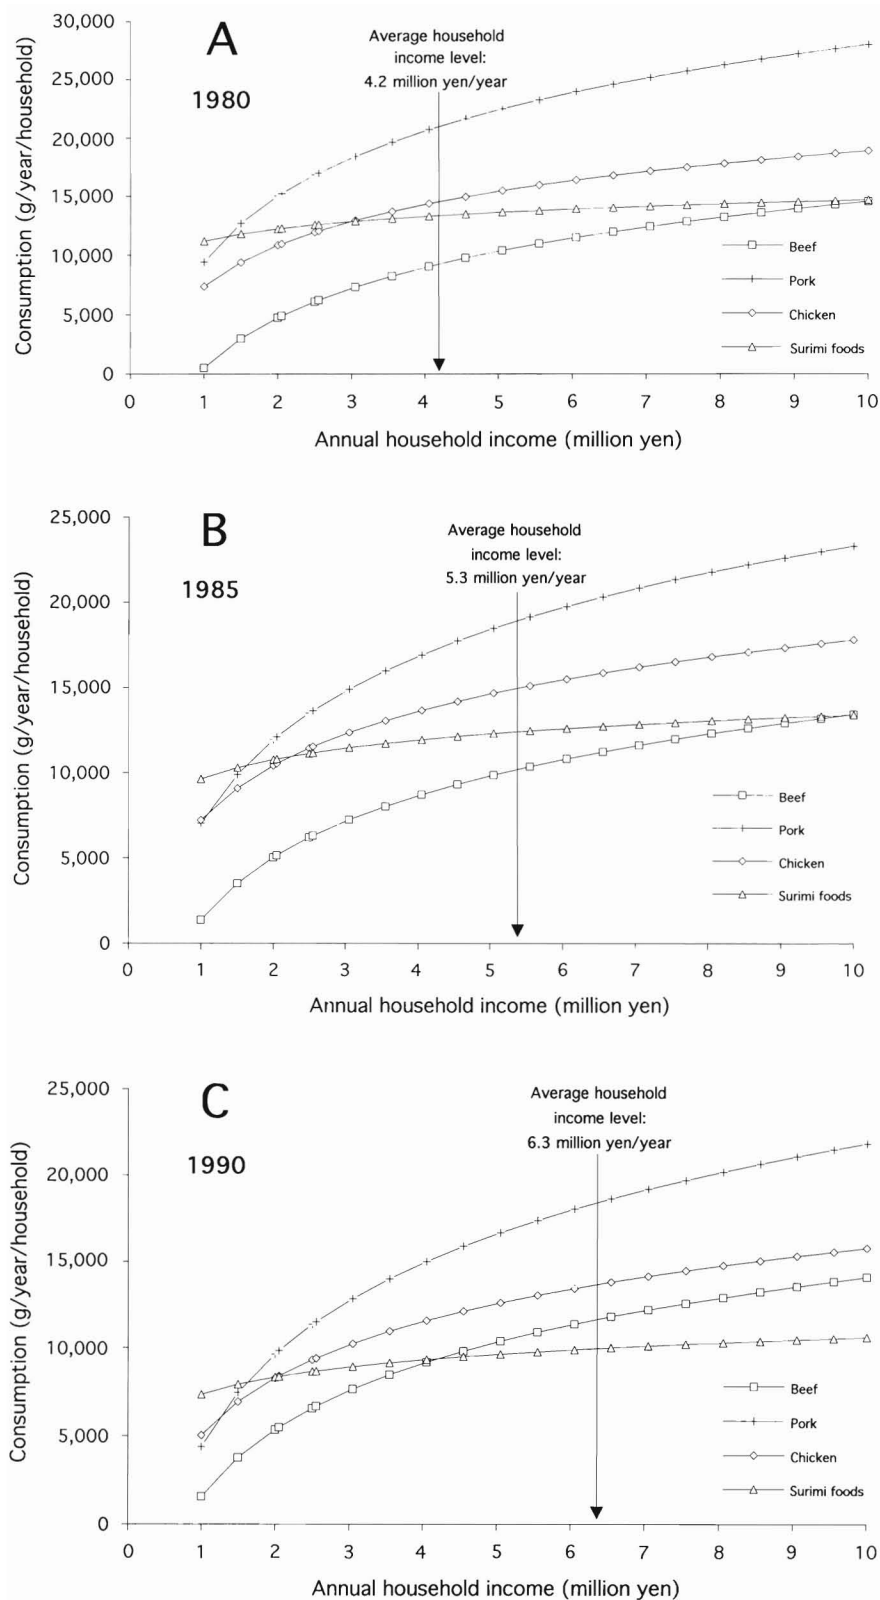 A
1980
Average household
income level:
4.2 million yen/year
Consumption (g/year/household)
30,000
25,000
20,000
15,000
10,000
5,000
0
0 1 2 3 4 5 6 7 8 9 10
Annual household income (million yen)
Beef
Pork
Chicken
Surimi foods
B
1985
Average household
income level:
5.3 million yen/year
Consumption (g/year/household)
25,000
20,000
15,000
10,000
5,000
0
0 1 2 3 4 5 6 7 8 9 10
Annual household income (million yen)
Beef
Pork
Chicken
Surimi foods
C
1990
Average household
income level:
6.3 million yen/year
Consumption (g/year/household)
25,000
20,000
15,000
10,000
5,000
0
0 1 2 3 4 5 6 7 8 9 10
Annual household income (million yen)
Beef
Pork
Chicken
Surimi foods